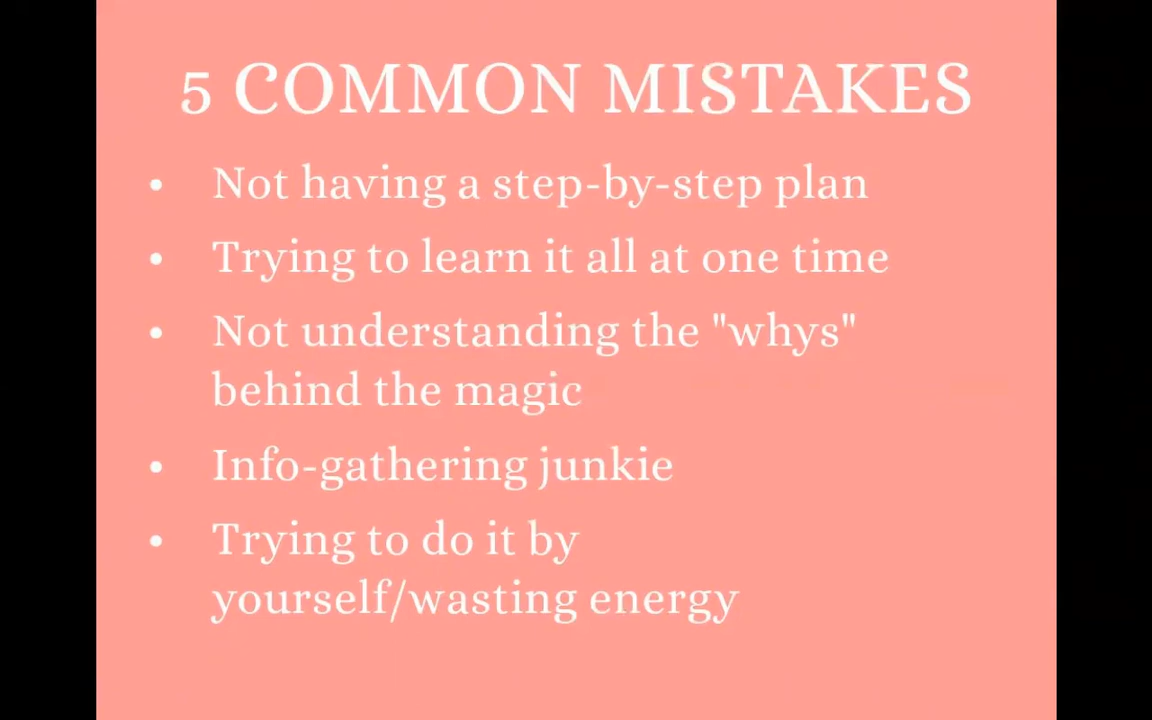 5 COMMON MISTAKES
• Not having a step-by-step plan
• Trying to learn it all at one time
• Not understanding the "whys"
behind the magic
• Info-gathering junkie
• Trying to do it by
yourself/wasting energy